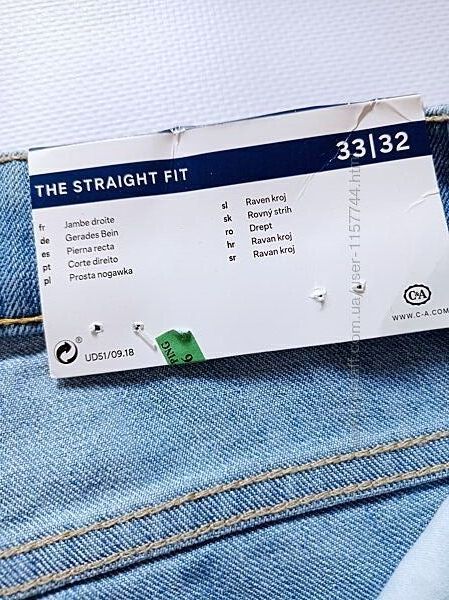 33|32
THE STRAIGHT FIT
fr Jambe droite
de Gerades Bein
es Pierna recta
pt Corte direito
pl Prosta nogawka
sl Raven kroj
sk Rovný strih
ro Drept
hr Ravan kroj
sr Ravan kroj
C&A
WWW.C-A.COM
® UDS1/09.18
PING